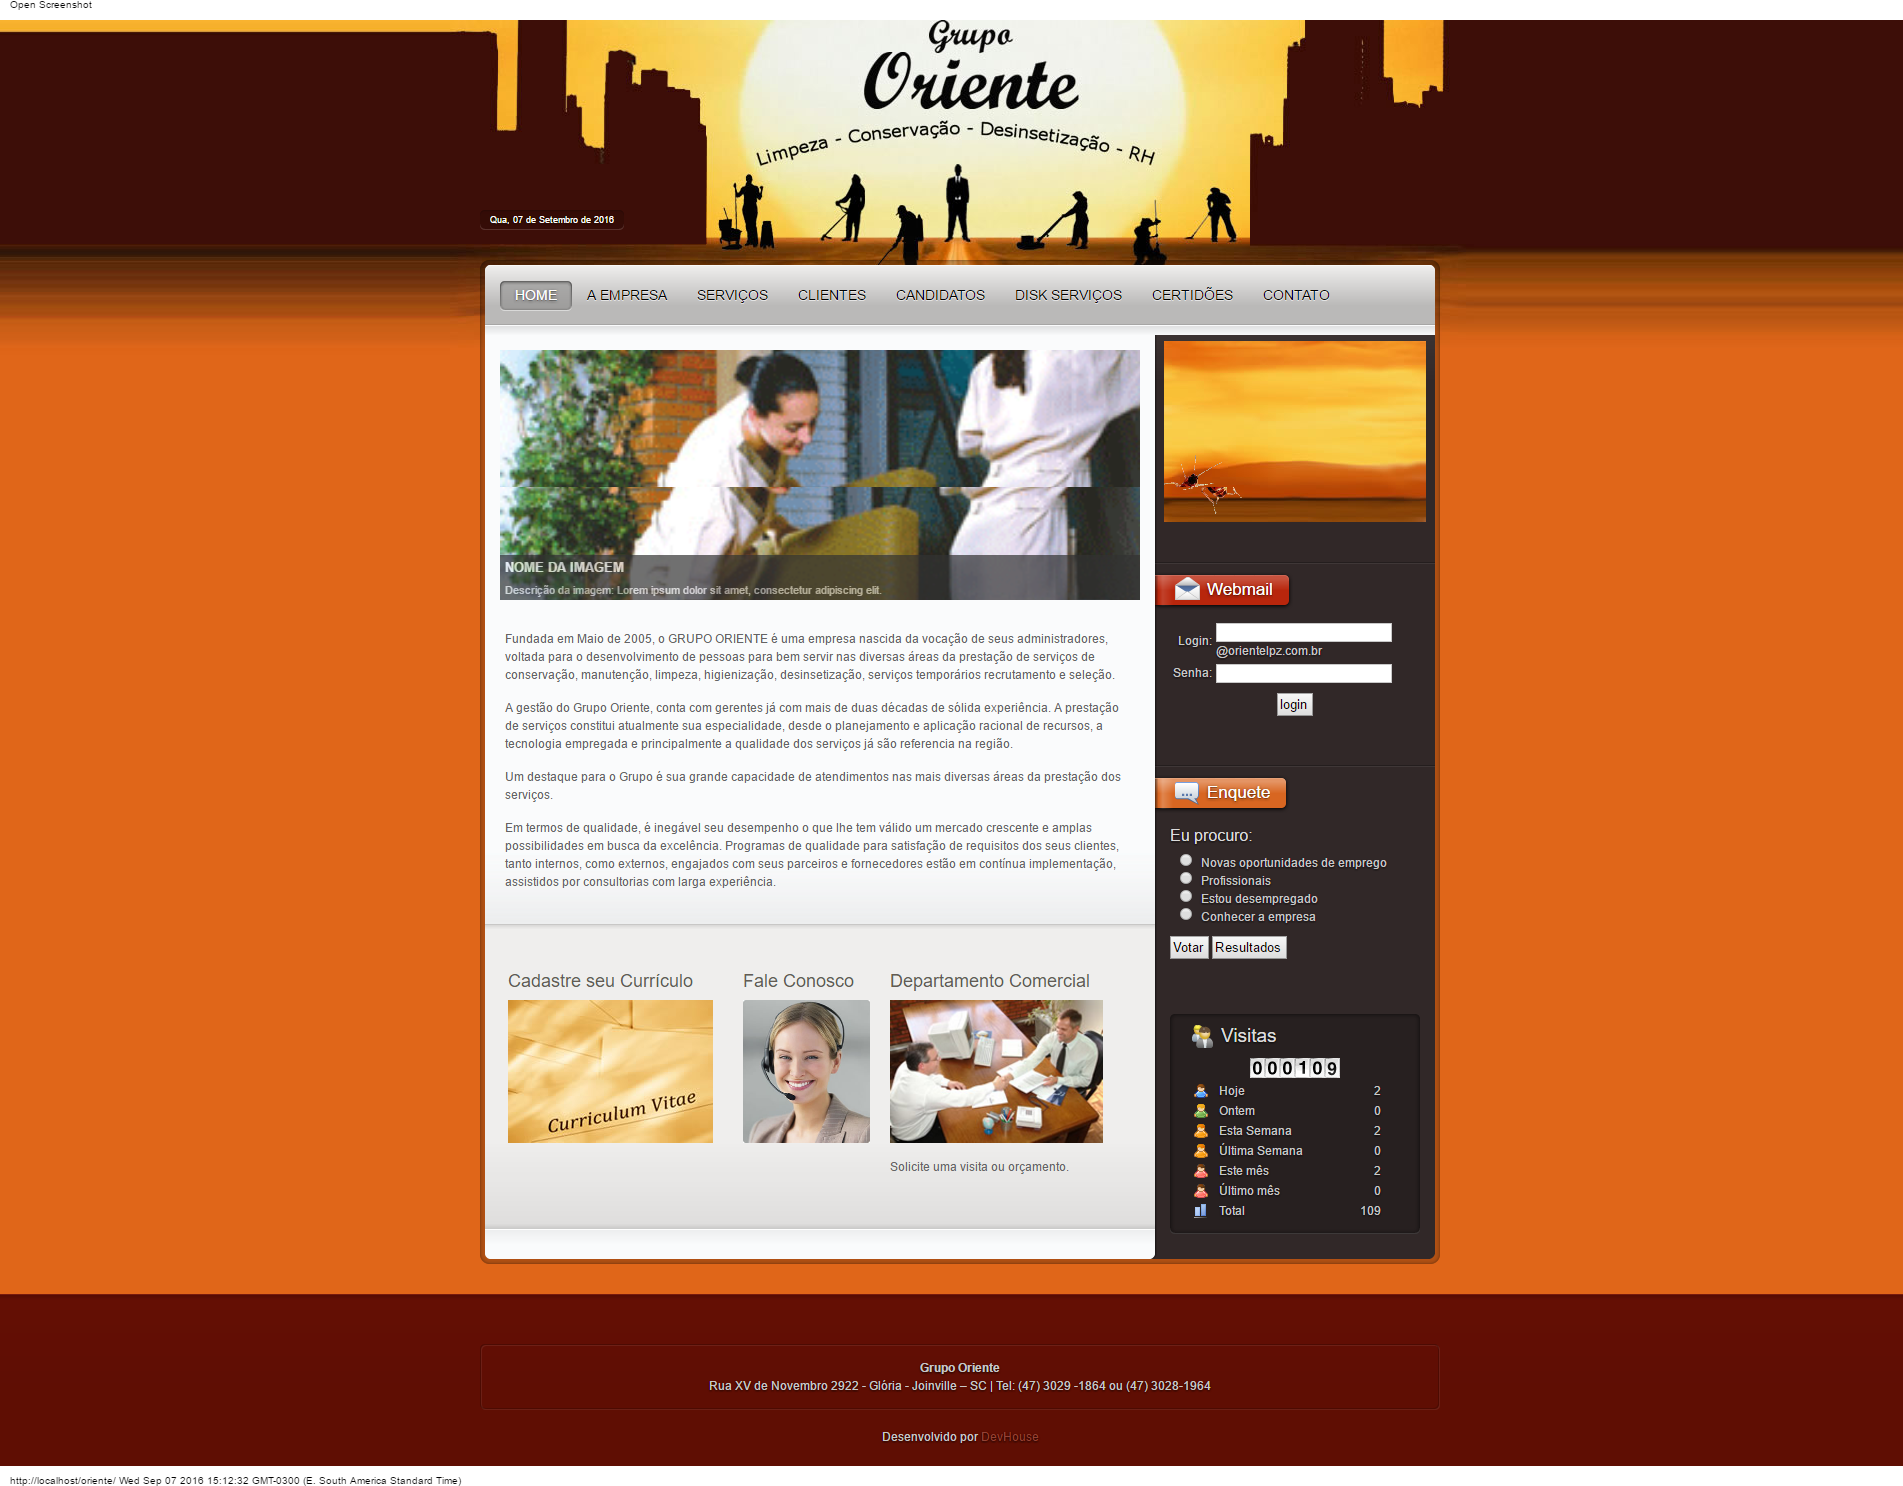 Open Screenshot
Grupo
Oriente
Limpeza - Conservação - Desinsetização - RH
Qua, 07 de Setembro de 2016
HOME A EMPRESA SERVIÇOS CLIENTES CANDIDATOS DISK SERVIÇOS CERTIDÕES CONTATO
NOME DA IMAGEM
Descrição da imagem: Lorem ipsum dolor sit amet, consectetur adipiscing elit.
Fundada em Maio de 2005, o GRUPO ORIENTE é uma empresa nascida da vocação de seus administradores,
voltada para o desenvolvimento de pessoas para bem servir nas diversas áreas da prestação de serviços de
conservação, manutenção, limpeza, higienização, desinsetização, serviços temporários recrutamento e seleção.
A gestão do Grupo Oriente, conta com gerentes já com mais de duas décadas de sólida experiência. A prestação
de serviços constitui atualmente sua especialidade, desde o planejamento e aplicação racional de recursos, a
tecnologia empregada e principalmente a qualidade dos serviços já são referencia na região.
Um destaque para o Grupo é sua grande capacidade de atendimentos nas mais diversas áreas da prestação dos
serviços.
Em termos de qualidade, é inegável seu desempenho o que lhe tem válido um mercado crescente e amplas
possibilidades em busca da excelência. Programas de qualidade para satisfação de requisitos dos seus clientes,
tanto internos, como externos, engajados com seus parceiros e fornecedores estão em contínua implementação,
assistidos por consultorias com larga experiência.
Cadastre seu Currículo
Curriculum Vitae
Fale Conosco
Departamento Comercial
Solicite uma visita ou orçamento.
Webmail
Login:
@orientelpz.com.br
Senha:
login
Enquete
Eu procuro:
Novas oportunidades de emprego
Profissionais
Estou desempregado
Conhecer a empresa
Votar Resultados
Visitas
000109
Hoje 2
Ontem 0
Esta Semana 2
Última Semana 0
Este mês 2
Último mês 0
Total 109
Grupo Oriente
Rua XV de Novembro 2922 - Glória - Joinville – SC | Tel: (47) 3029 -1864 ou (47) 3028-1964
Desenvolvido por DevHouse
http://localhost/oriente/ Wed Sep 07 2016 15:12:32 GMT-0300 (E. South America Standard Time)